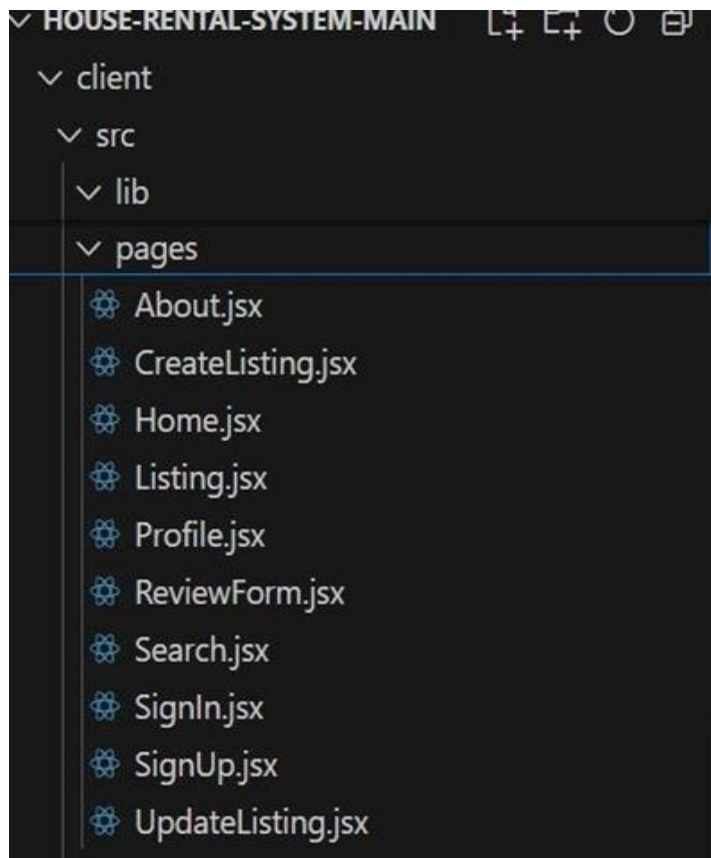 HOUSE-RENTAL-SYSTEM-MAIN
client
src
lib
pages
About.jsx
CreateListing.jsx
Home.jsx
Listing.jsx
Profile.jsx
ReviewForm.jsx
Search.jsx
SignIn.jsx
SignUp.jsx
UpdateListing.jsx